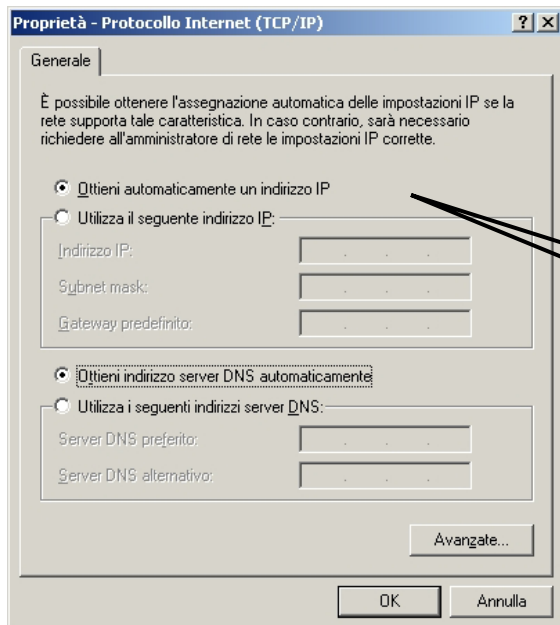 Proprietà - Protocollo Internet (TCP/IP)
Generale
È possibile ottenere l'assegnazione automatica delle impostazioni IP se la
rete supporta tale caratteristica. In caso contrario, sarà necessario
richiedere all'amministratore di rete le impostazioni IP corrette.
Ottieni automaticamente un indirizzo IP
Utilizza il seguente indirizzo IP:
Indirizzo IP:
Subnet mask:
Gateway predefinito:
Ottieni indirizzo server DNS automaticamente
Utilizza i seguenti indirizzi server DNS:
Server DNS preferito:
Server DNS alternativo:
Avanzate...
OK
Annulla